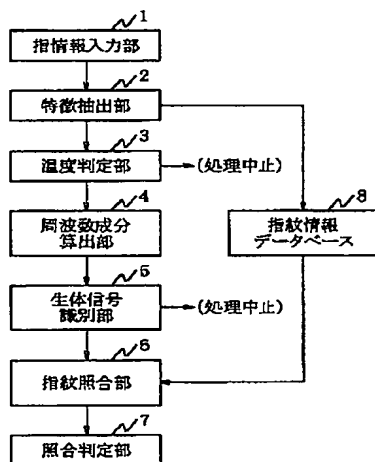 1
指情報入力部
2
特徴抽出部
3
温度判定部
(処理中止)
4
周波数成分
算出部
8
指紋情報
データベース
5
生体信号
識別部
(処理中止)
6
指紋照合部
7
照合判定部